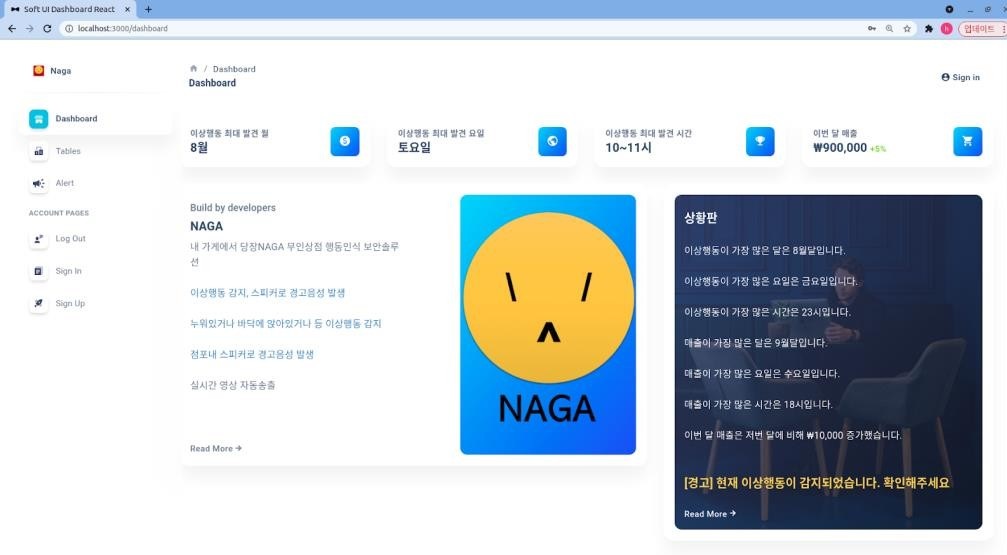 Soft UI Dashboard React
localhost:3000/dashboard
h
업데이트
Naga
/ Dashboard
Dashboard
Sign in
Dashboard
Tables
Alert
ACCOUNT PAGES
Log Out
Sign In
Sign Up
이상행동 최대 발견 월
8월
이상행동 최대 발견 요일
토요일
이상행동 최대 발견 시간
10~11시
이번 달 매출
₩900,000 +5%
Build by developers
NAGA
내 가게에서 당장NAGA 무인상점 행동인식 보안솔루
션
이상행동 감지, 스피커로 경고음성 발생
누워있거나 바닥에 앉아있거나 등 이상행동 감지
점포내 스피커로 경고음성 발생
실시간 영상 자동송출
Read More →
NAGA
상황판
이상행동이 가장 많은 달은 8월달입니다.
이상행동이 가장 많은 요일은 금요일입니다.
이상행동이 가장 많은 시간은 23시입니다.
매출이 가장 많은 달은 9월달입니다.
매출이 가장 많은 요일은 수요일입니다.
매출이 가장 많은 시간은 18시입니다.
이번 달 매출은 저번 달에 비해 ₩10,000 증가했습니다.
[경고] 현재 이상행동이 감지되었습니다. 확인해주세요
Read More →